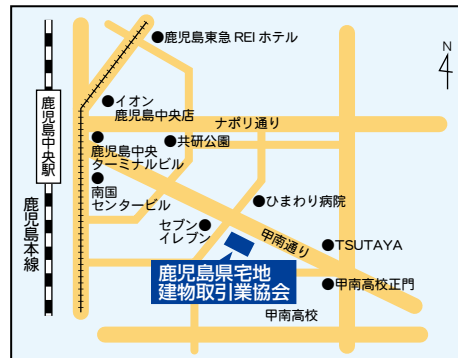 鹿児島東急REIホテル
N
イオン
鹿児島中央店
ナポリ通り
鹿児島中央駅
鹿児島中央
ターミナルビル
共研公園
南国
センタービル
ひまわり病院
鹿児島本線
セブン
イレブン
甲南通り
TSUTAYA
鹿児島県宅地
建物取引業協会
甲南高校正門
甲南高校